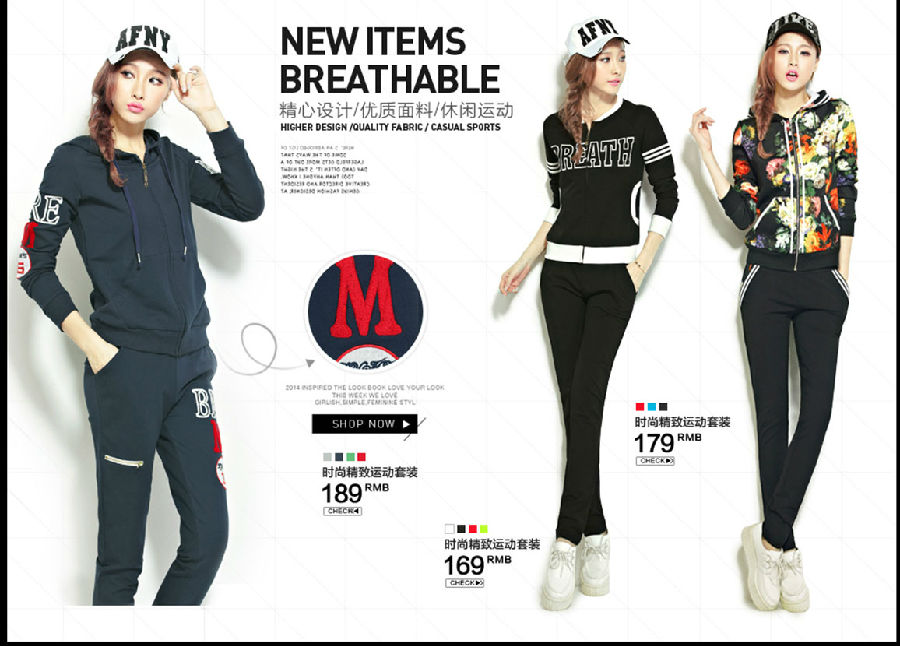 NEW ITEMS
BREATHABLE
精心设计/优质面料/休闲运动
HIGHER DESIGN /QUALITY FABRIC / CASUAL SPORTS
AFNY
AFNY
BREATH
M
2014 INSPIRED THE LOOK BOOK LOVE YOUR LOOK
THIS WEEK WE LOVE
GIRLISH,SIMPLE,FEMININE STYL
SHOP NOW
时尚精致运动套装
189 RMB
CHECK
时尚精致运动套装
169 RMB
CHECK
时尚精致运动套装
179 RMB
CHECK